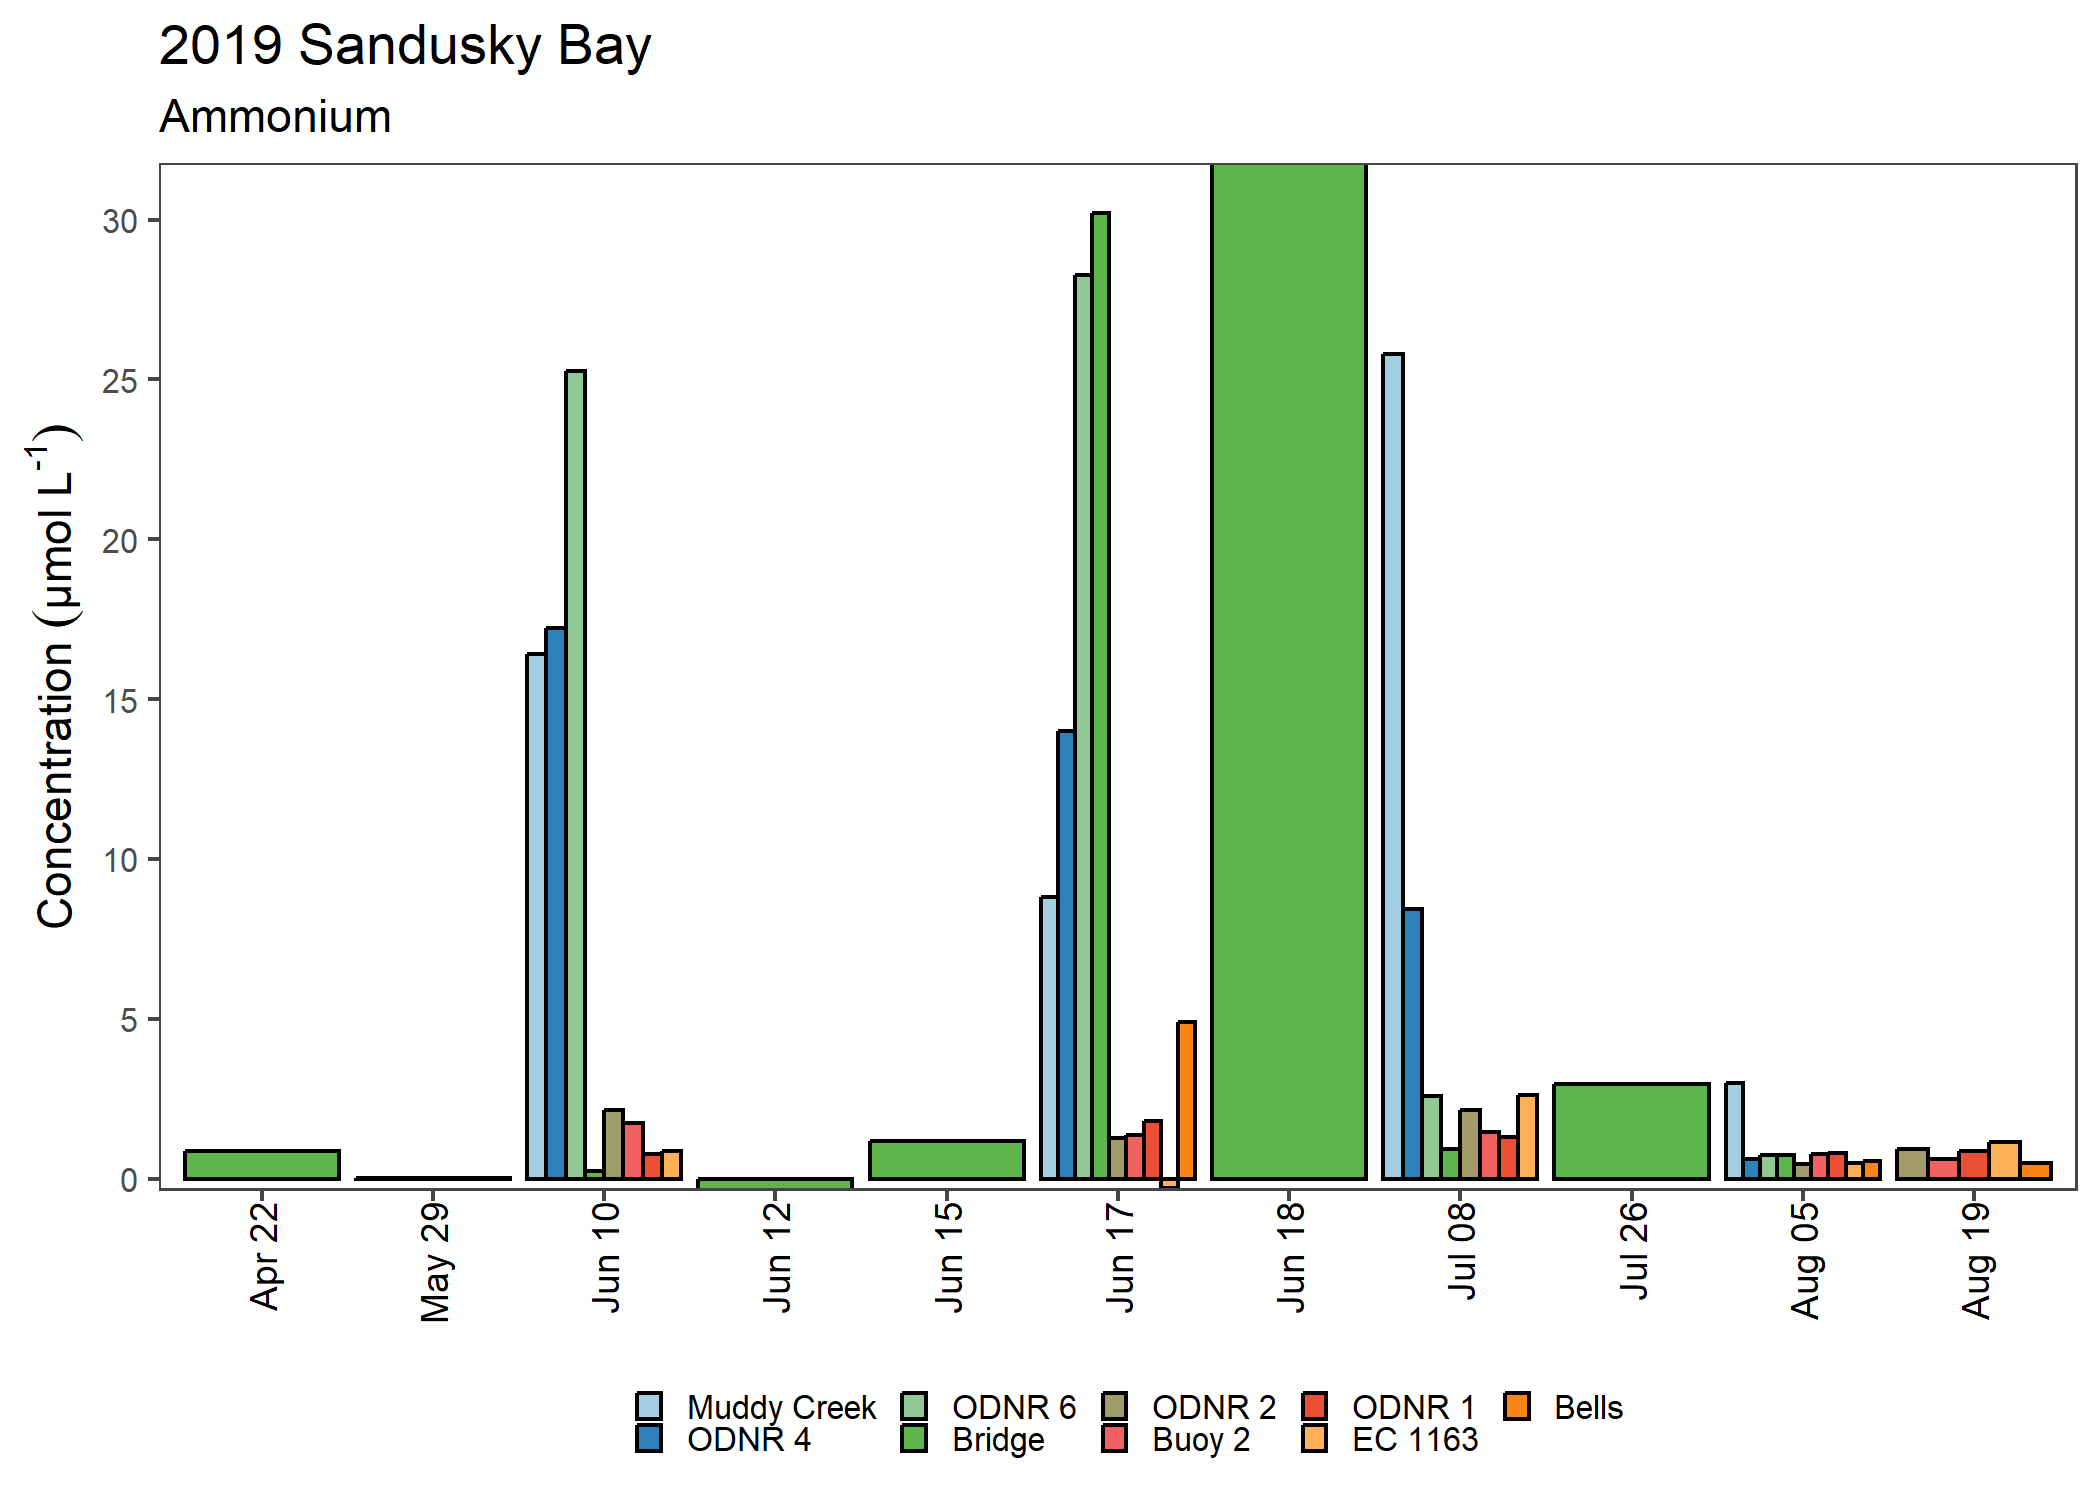 2019 Sandusky Bay
Ammonium
Concentration (μmol L⁻¹)
30
25
20
15
10
5
0
Apr 22
May 29
Jun 10
Jun 12
Jun 15
Jun 17
Jun 18
Jul 08
Jul 26
Aug 05
Aug 19
Muddy Creek ODNR 6 ODNR 2 ODNR 1 Bells
ODNR 4 Bridge Buoy 2 EC 1163